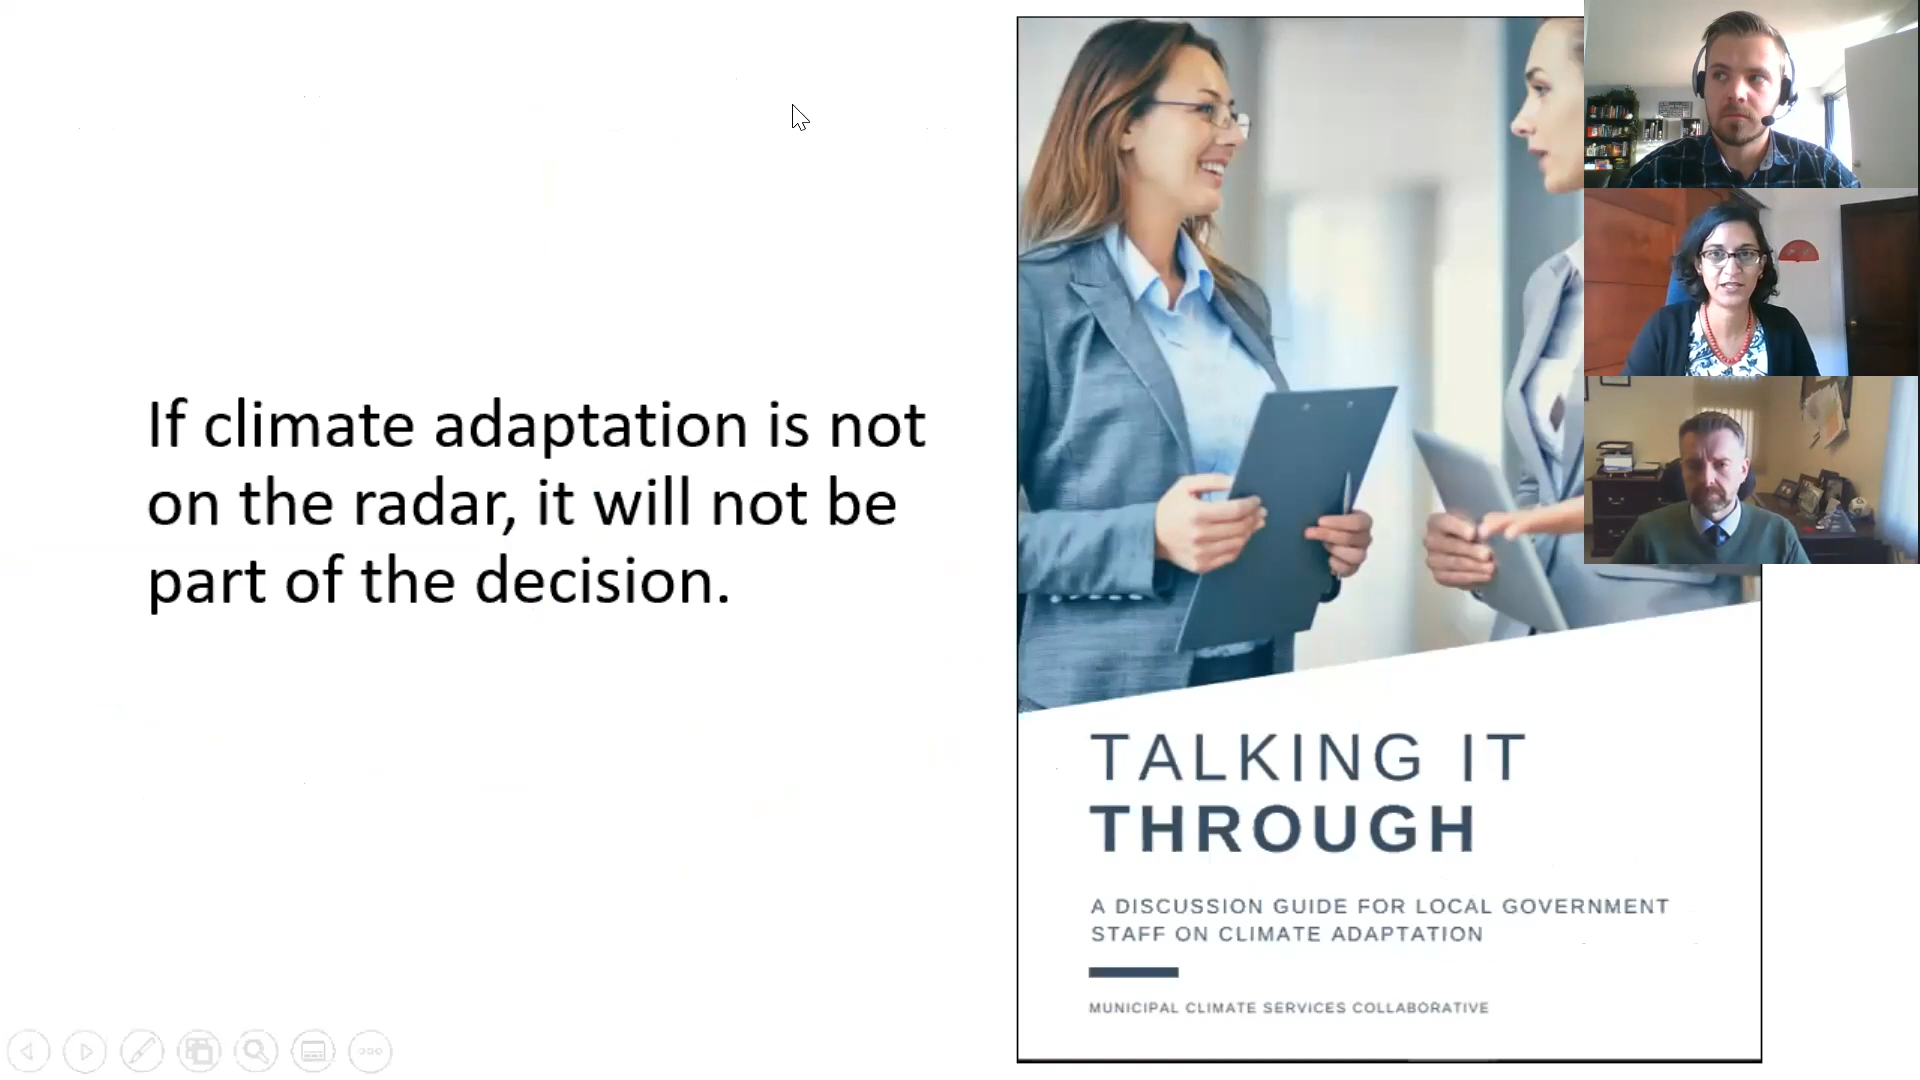 If climate adaptation is not
on the radar, it will not be
part of the decision.
TALKING IT
THROUGH
A DISCUSSION GUIDE FOR LOCAL GOVERNMENT
STAFF ON CLIMATE ADAPTATION
MUNICIPAL CLIMATE SERVICES COLLABORATIVE